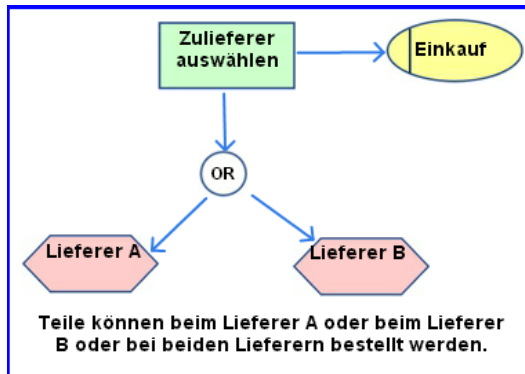 Zulieferer
auswählen
Einkauf
OR
Lieferer A
Lieferer B
Teile können beim Lieferer A oder beim Lieferer
B oder bei beiden Lieferern bestellt werden.